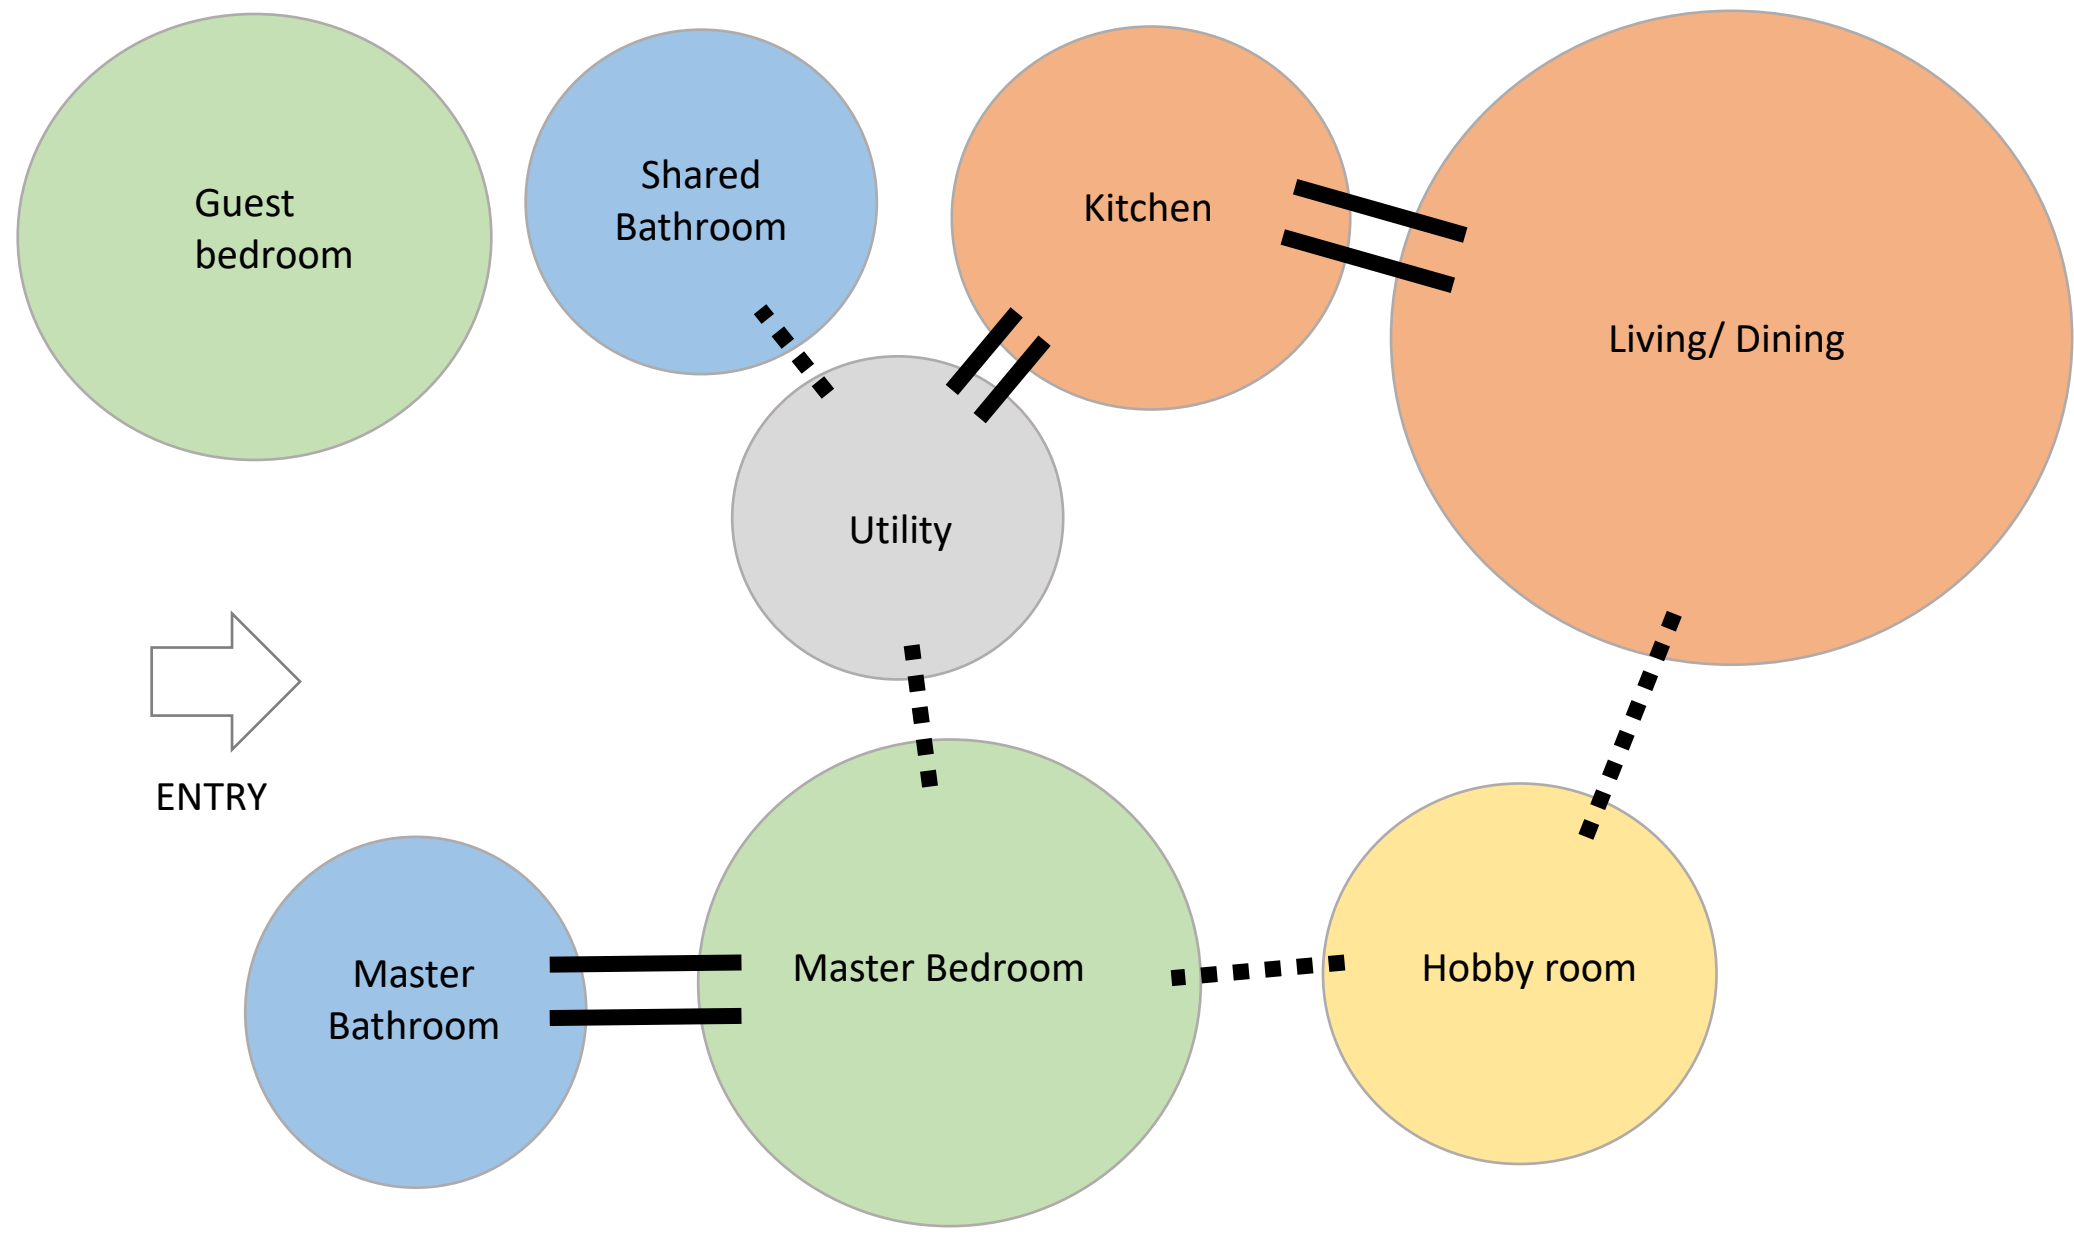 Guest
bedroom
Shared
Bathroom
Kitchen
Living/ Dining
Utility
ENTRY
Master
Bathroom
Master Bedroom
Hobby room